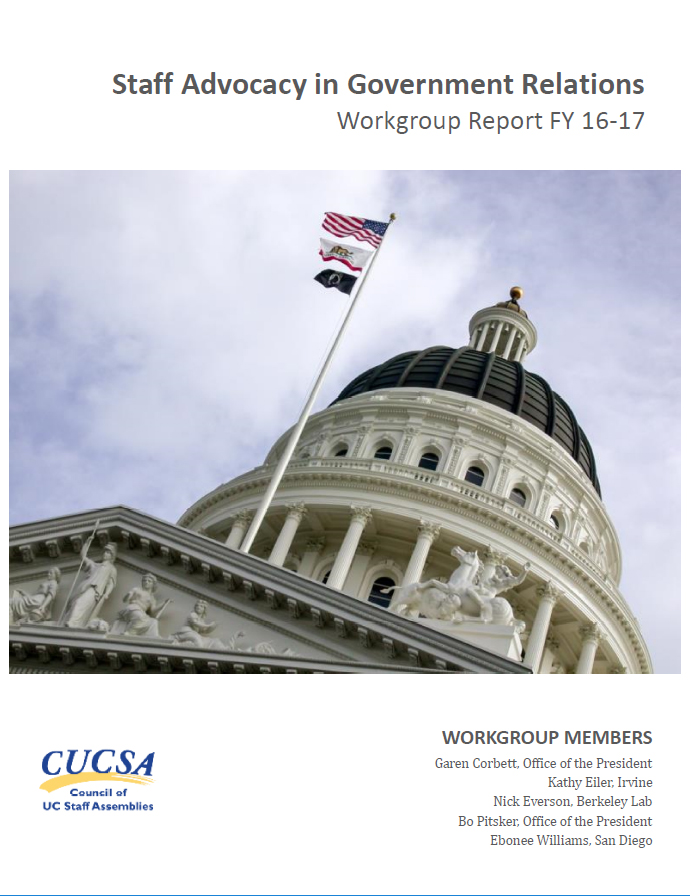 Staff Advocacy in Government Relations
Workgroup Report FY 16-17
WORKGROUP MEMBERS
Garen Corbett, Office of the President
Kathy Eiler, Irvine
Nick Everson, Berkeley Lab
Bo Pitsker, Office of the President
Ebonee Williams, San Diego
CUCSA
Council of
UC Staff Assemblies